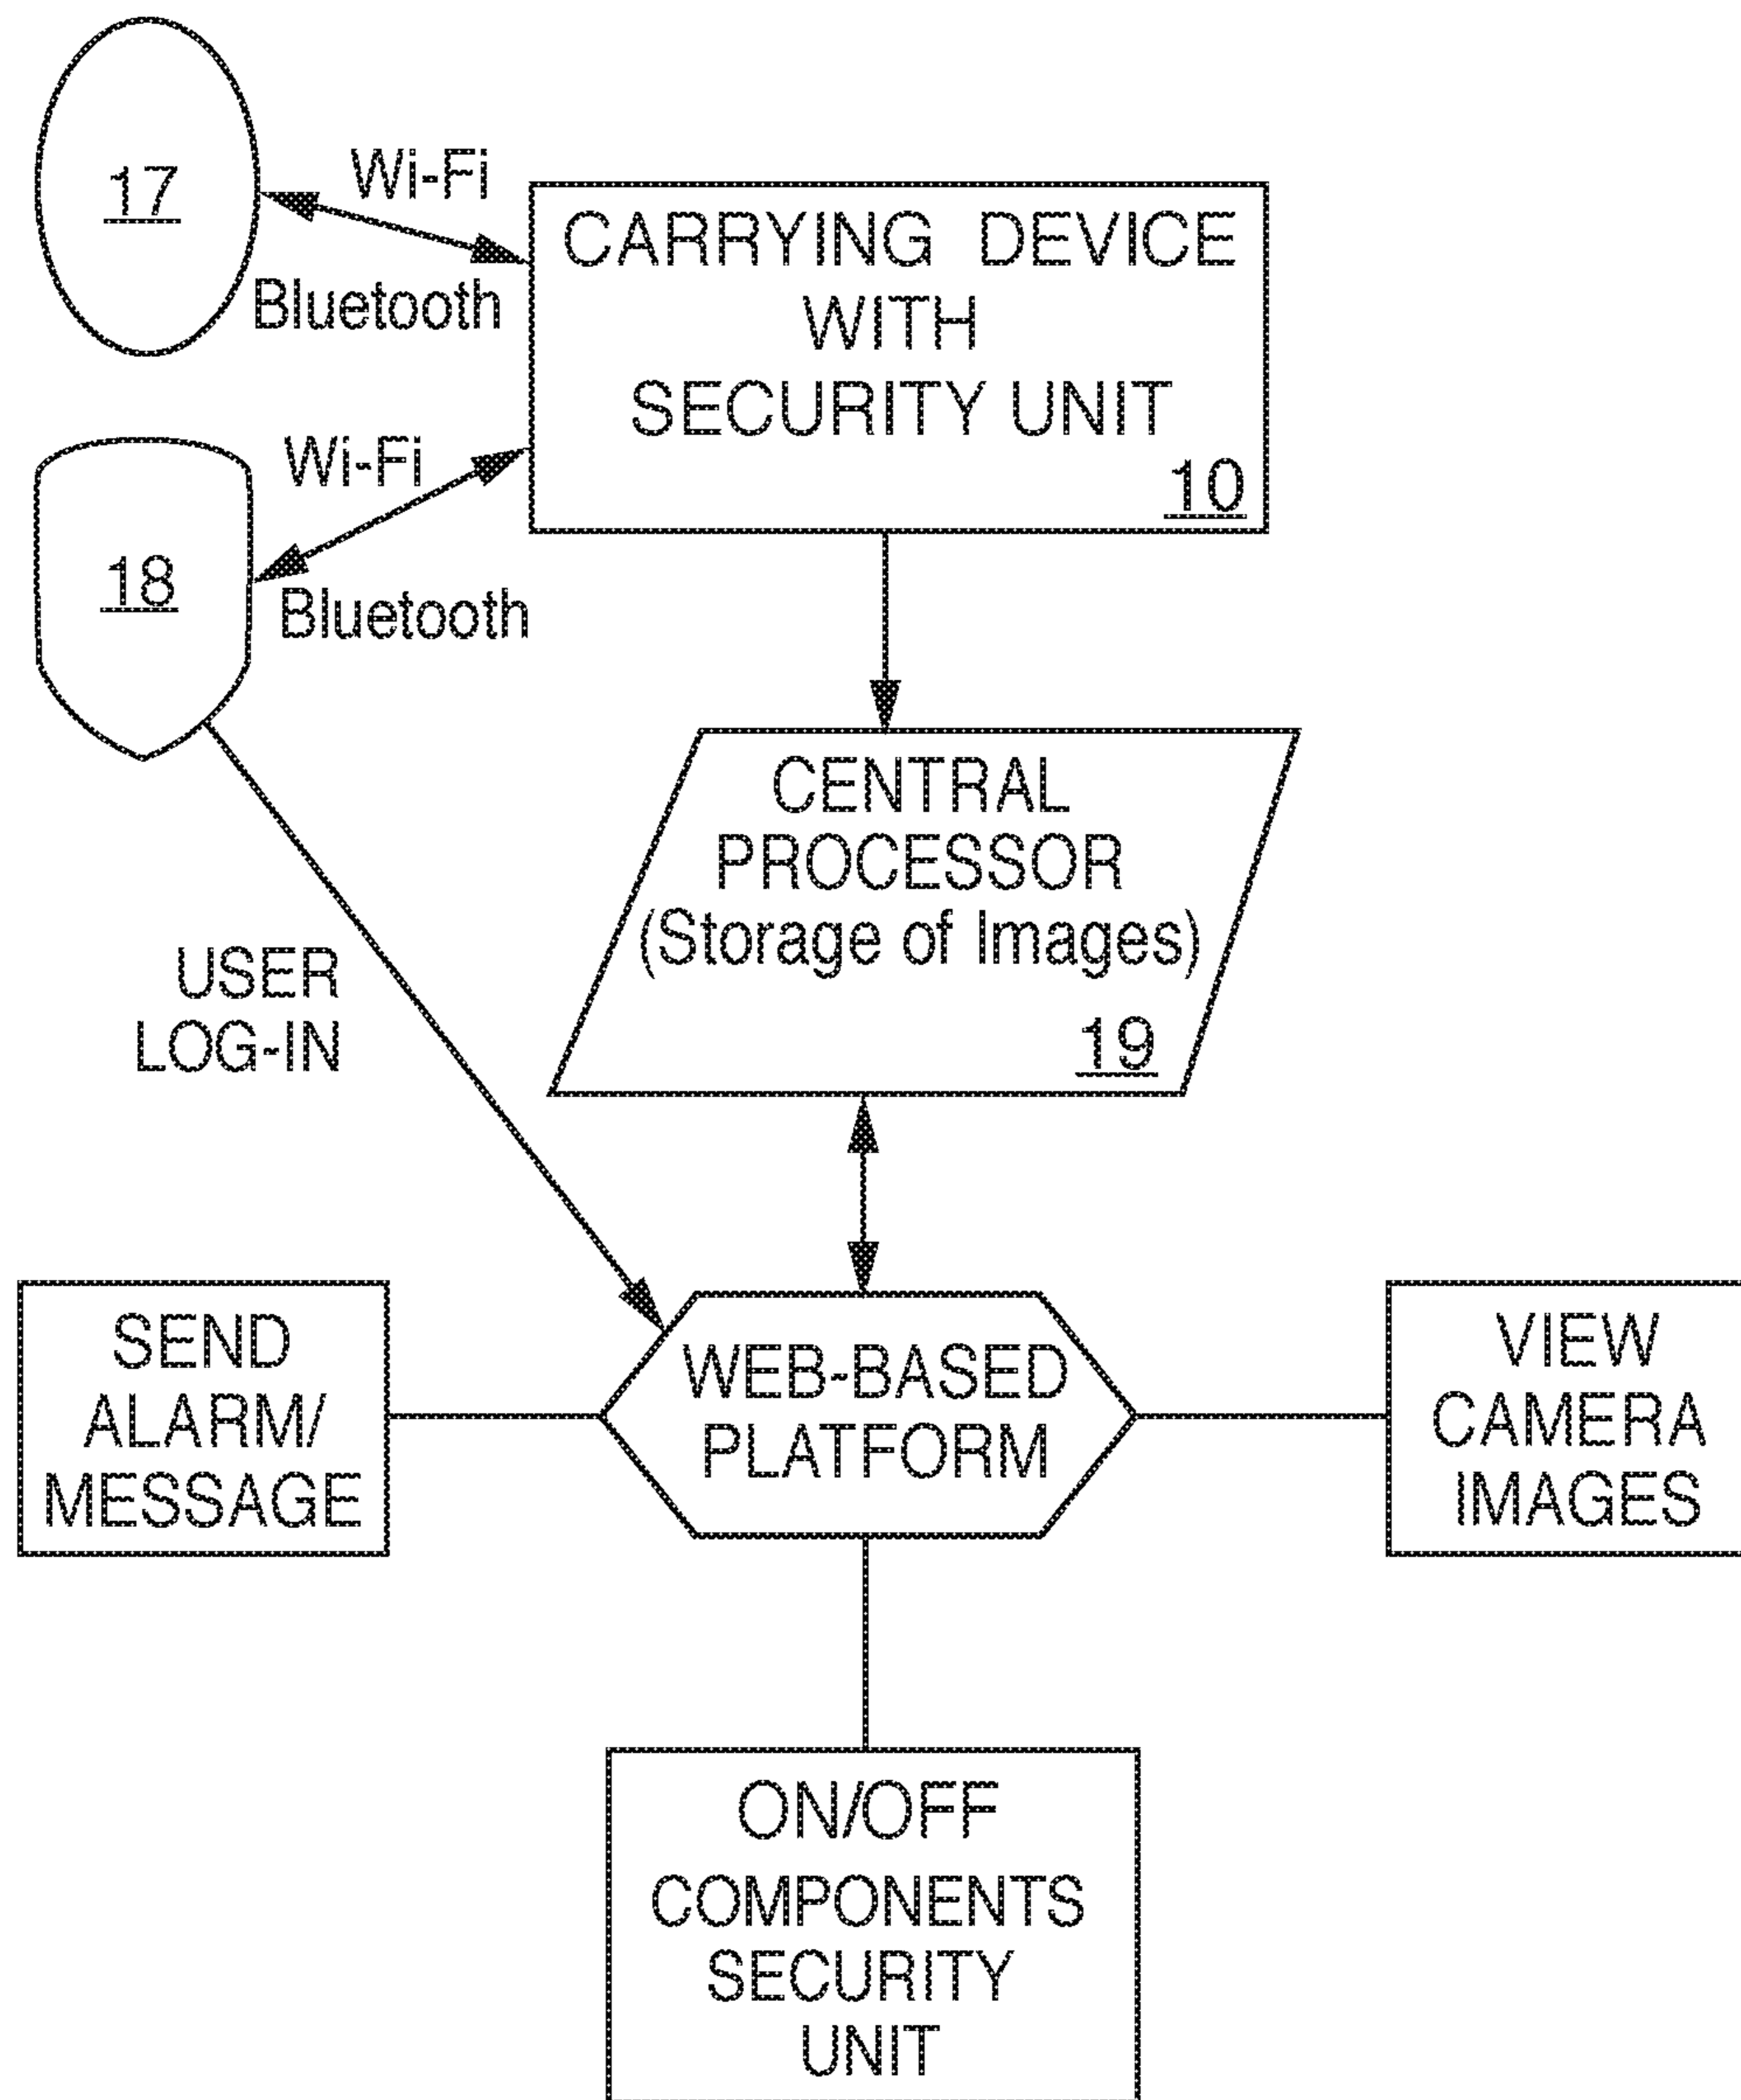 17
Wi-Fi
Bluetooth
CARRYING DEVICE
WITH
SECURITY UNIT
10
18
Wi-Fi
Bluetooth
CENTRAL
PROCESSOR
(Storage of Images)
19
USER
LOG-IN
SEND
ALARM/
MESSAGE
WEB-BASED
PLATFORM
VIEW
CAMERA
IMAGES
ON/OFF
COMPONENTS
SECURITY
UNIT